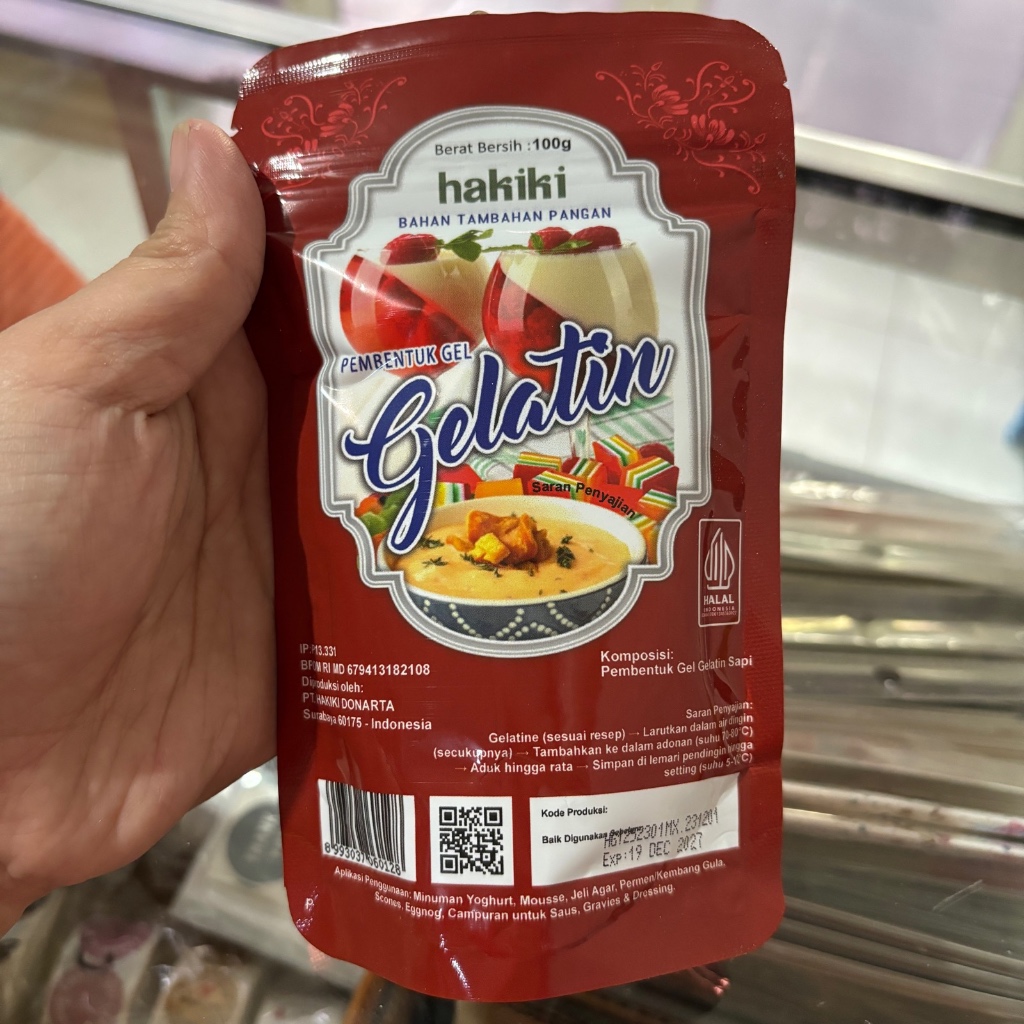 Berat Bersih : 100g
hakiki
BAHAN TAMBAHAN PANGAN
PEMBENTUK GEL
Gelatin
Saran Penyajian
HALAL
INDONESIA
IP:P13.331
BPOM RI MD 679413182108
Diproduksi oleh:
PT. HAKIKI DONARTA
Surabaya 60175 - Indonesia
Komposisi:
Pembentuk Gel Gelatin Sapi
Saran Penyajian:
Gelatine (sesuai resep) → Larutkan dalam air dingin
(secukupnya) → Tambahkan ke dalam adonan (suhu 70-80°C)
→ Aduk hingga rata → Simpan di lemari pendingin hingga
setting (suhu
Kode Produksi:
Baik Digunakan Sebelum:
EXP:19 DEC 2027
Aplikasi Penggunaan: Minuman Yoghurt, Mousse, Jeli Agar, Permen/Kembang Gula,
Scones, Eggnog, Campuran untuk Saus, Gravies & Dressing.